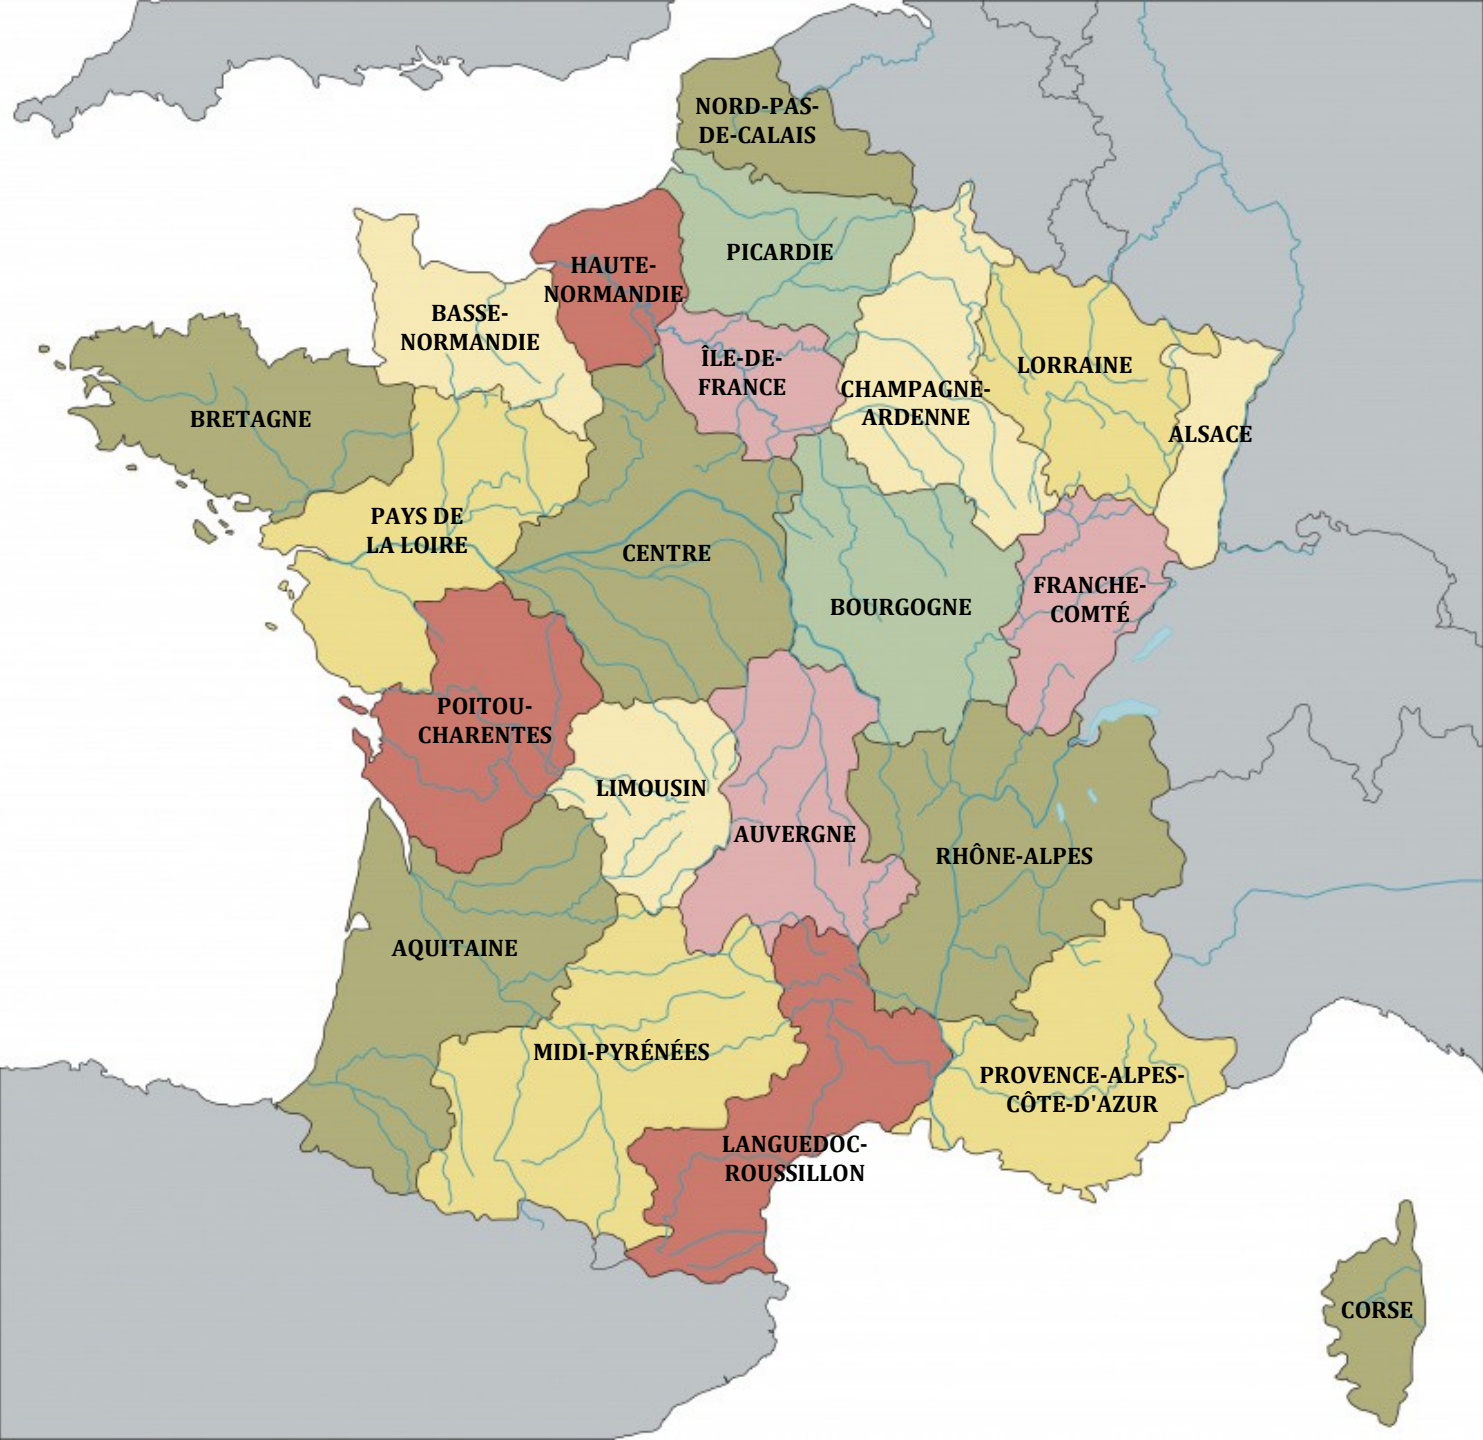 NORD-PAS-
DE-CALAIS
PICARDIE
HAUTE-
NORMANDIE
BASSE-
NORMANDIE
ÎLE-DE-
FRANCE
CHAMPAGNE-
ARDENNE
LORRAINE
ALSACE
BRETAGNE
PAYS DE
LA LOIRE
CENTRE
BOURGOGNE
FRANCHE-
COMTÉ
POITOU-
CHARENTES
LIMOUSIN
AUVERGNE
RHÔNE-ALPES
AQUITAINE
MIDI-PYRÉNÉES
PROVENCE-ALPES-
CÔTE-D'AZUR
LANGUEDOC-
ROUSSILLON
CORSE